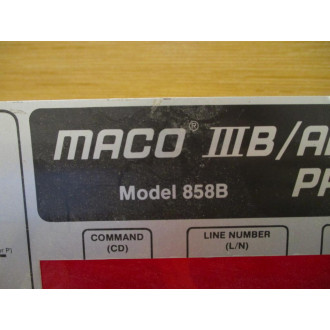 MACO® IIIB/A
PR
Model 858B
COMMAND
(CD)
LINE NUMBER
(L/N)
r P)